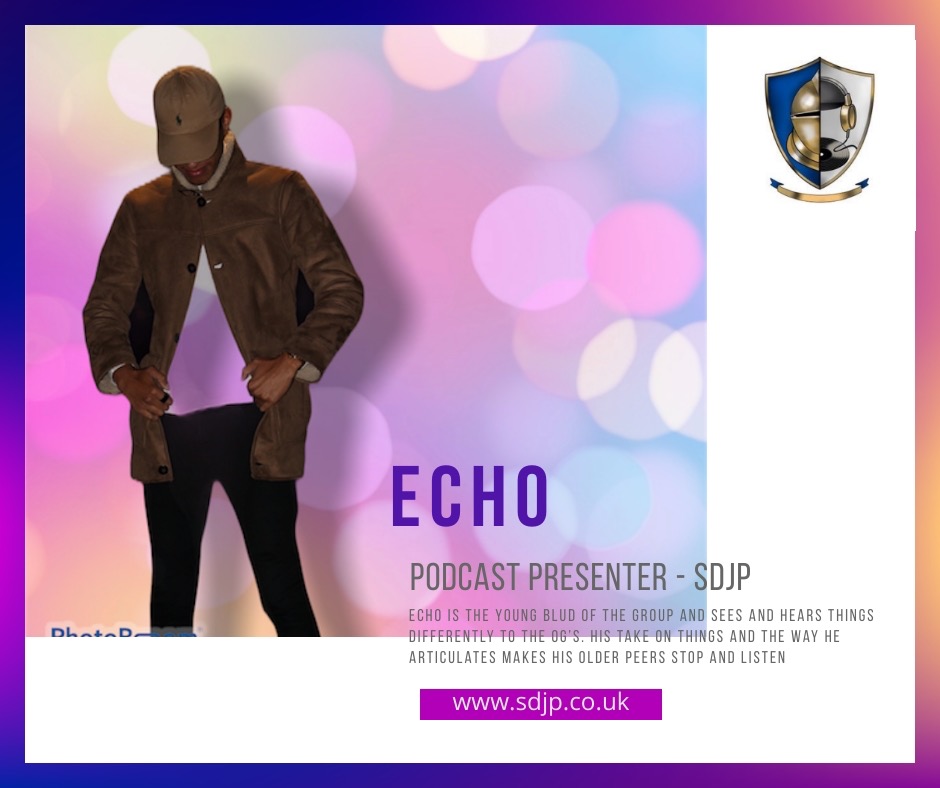 ECHO
PODCAST PRESENTER - SDJP
ECHO IS THE YOUNG BLUD OF THE GROUP AND SEES AND HEARS THINGS
DIFFERENTLY TO THE OG'S. HIS TAKE ON THINGS AND THE WAY HE
ARTICULATES MAKES HIS OLDER PEERS STOP AND LISTEN
PhotoRoom
www.sdjp.co.uk